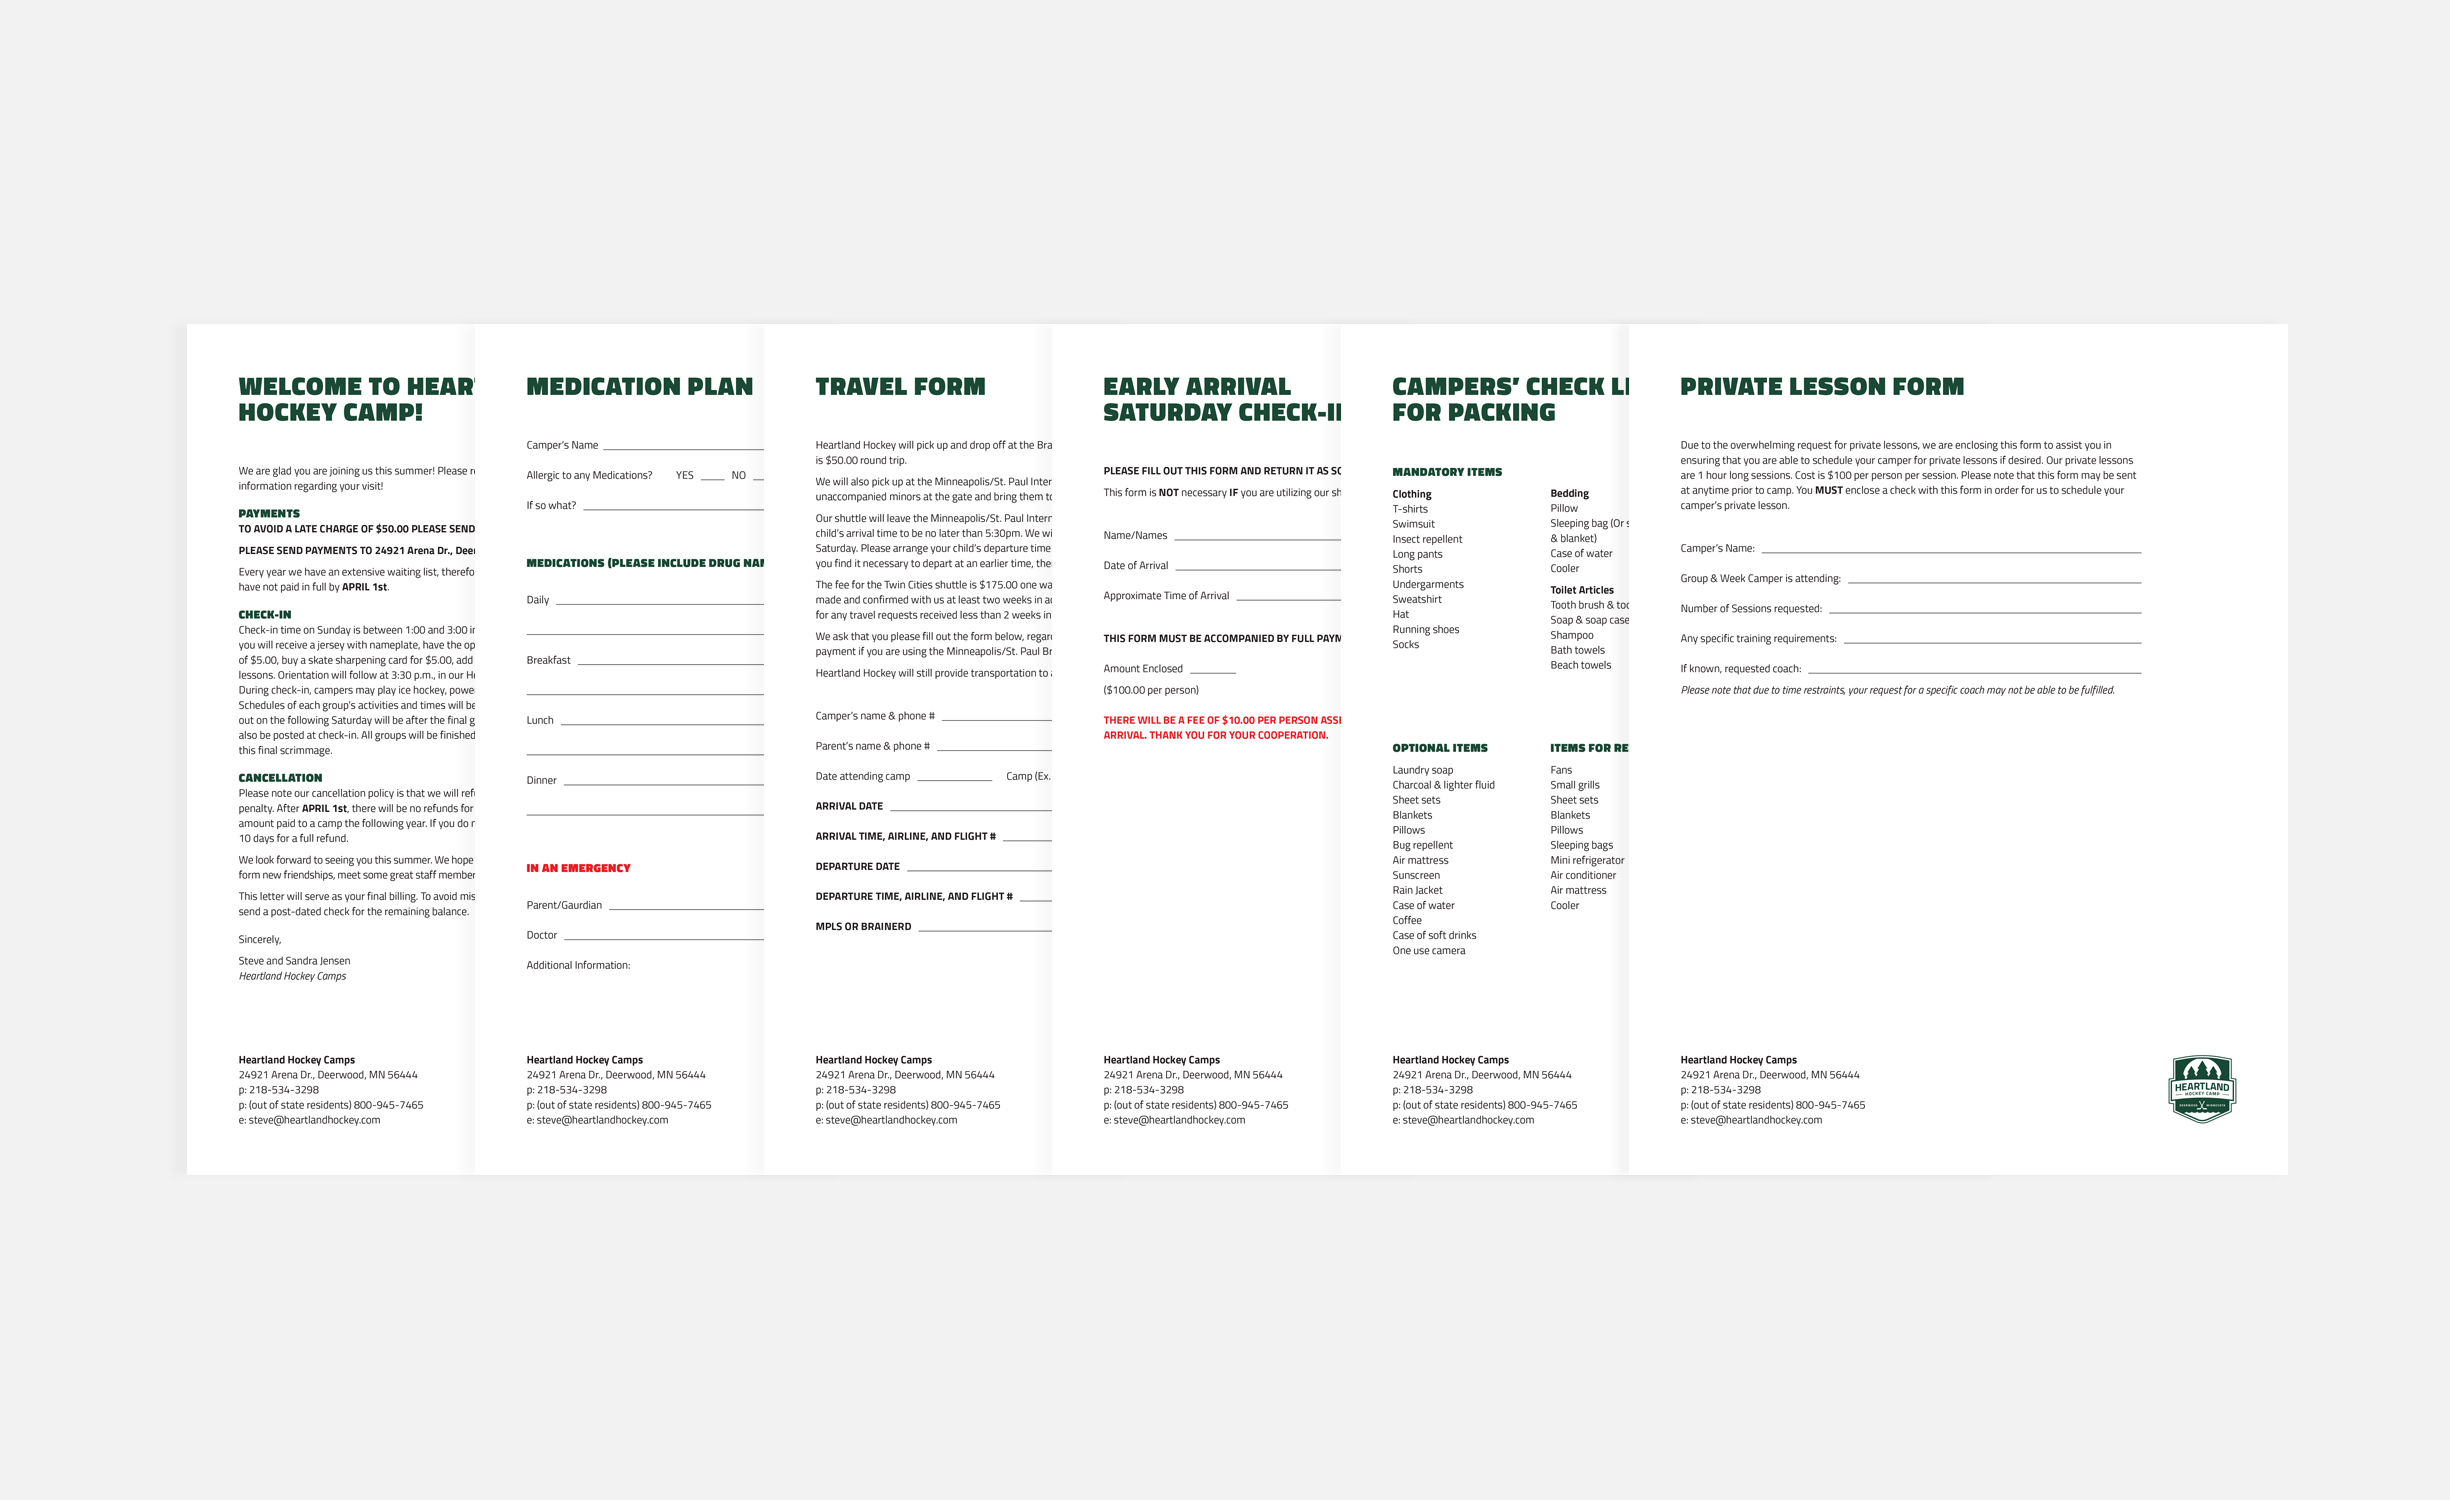 WELCOME TO HEAR
HOCKEY CAMP!
We are glad you are joining us this summer! Please
information regarding your visit!
PAYMENTS
TO AVOID A LATE CHARGE OF $50.00 PLEASE SEND
PLEASE SEND PAYMENTS TO 24921 Arena Dr., Deer
Every year we have an extensive waiting list, therefo
have not paid in full by APRIL 1st.
CHECK-IN
Check-in time on Sunday is between 1:00 and 3:00 in
you will receive a jersey with nameplate, have the op
of $5.00, buy a skate sharpening card for $5.00, add
lessons. Orientation will follow at 3:30 p.m., in our He
During check-in, campers may play ice hockey, powe
Schedules of each group's activities and times will be
out on the following Saturday will be after the final g
also be posted at check-in. All groups will be finished
this final scrimmage.
CANCELLATION
Please note our cancellation policy is that we will ref
penalty. After APRIL 1st, there will be no refunds for
amount paid to a camp the following year. If you do n
10 days for a full refund.
We look forward to seeing you this summer. We hope
form new friendships, meet some great staff member
This letter will serve as your final billing. To avoid mis
send a post-dated check for the remaining balance.
Sincerely,
Steve and Sandra Jensen
Heartland Hockey Camps
Heartland Hockey Camps
24921 Arena Dr., Deerwood, MN 56444
p: 218-534-3298
p: (out of state residents) 800-945-7465
e: steve@heartlandhockey.com
MEDICATION PLAN
Camper's Name
Allergic to any Medications? YES ____ NO __
If so what?
MEDICATIONS (PLEASE INCLUDE DRUG NAM
Daily
Breakfast
Lunch
Dinner
IN AN EMERGENCY
Parent/Gaurdian
Doctor
Additional Information:
Heartland Hockey Camps
24921 Arena Dr., Deerwood, MN 56444
p: 218-534-3298
p: (out of state residents) 800-945-7465
e: steve@heartlandhockey.com
TRAVEL FORM
Heartland Hockey will pick up and drop off at the Bra
is $50.00 round trip.
We will also pick up at the Minneapolis/St. Paul Inter
unaccompanied minors at the gate and bring them to
Our shuttle will leave the Minneapolis/St. Paul Intern
child's arrival time to be no later than 5:30pm. We wi
Saturday. Please arrange your child's departure time
you find it necessary to depart at an earlier time, the
The fee for the Twin Cities shuttle is $175.00 one wa
made and confirmed with us at least two weeks in ad
for any travel requests received less than 2 weeks in
We ask that you please fill out the form below, regar
payment if you are using the Minneapolis/St. Paul Br
Heartland Hockey will still provide transportation to
Camper's name & phone #
Parent's name & phone #
Date attending camp ____ Camp (Ex.
ARRIVAL DATE
ARRIVAL TIME, AIRLINE, AND FLIGHT #
DEPARTURE DATE
DEPARTURE TIME, AIRLINE, AND FLIGHT #
MPLS OR BRAINERD
Heartland Hockey Camps
24921 Arena Dr., Deerwood, MN 56444
p: 218-534-3298
p: (out of state residents) 800-945-7465
e: steve@heartlandhockey.com
EARLY ARRIVAL
SATURDAY CHECK-I
PLEASE FILL OUT THIS FORM AND RETURN IT AS SO
This form is NOT necessary IF you are utilizing our sh
Name/Names
Date of Arrival
Approximate Time of Arrival
THIS FORM MUST BE ACCOMPANIED BY FULL PAYM
Amount Enclosed
($100.00 per person)
THERE WILL BE A FEE OF $10.00 PER PERSON ASS
ARRIVAL. THANK YOU FOR YOUR COOPERATION.
Heartland Hockey Camps
24921 Arena Dr., Deerwood, MN 56444
p: 218-534-3298
p: (out of state residents) 800-945-7465
e: steve@heartlandhockey.com
CAMPERS' CHECK L
FOR PACKING
MANDATORY ITEMS
Clothing
T-shirts
Swimsuit
Insect repellent
Long pants
Shorts
Undergarments
Sweatshirt
Hat
Running shoes
Socks
Bedding
Pillow
Sleeping bag (Or s
& blanket)
Case of water
Cooler
Toilet Articles
Tooth brush & too
Soap & soap case
Shampoo
Bath towels
Beach towels
OPTIONAL ITEMS
Laundry soap
Charcoal & lighter fluid
Sheet sets
Blankets
Pillows
Bug repellent
Air mattress
Sunscreen
Rain Jacket
Case of water
Coffee
Case of soft drinks
One use camera
ITEMS FOR RE
Fans
Small grills
Sheet sets
Blankets
Pillows
Sleeping bags
Mini refrigerator
Air conditioner
Air mattress
Cooler
Heartland Hockey Camps
24921 Arena Dr., Deerwood, MN 56444
p: 218-534-3298
p: (out of state residents) 800-945-7465
e: steve@heartlandhockey.com
PRIVATE LESSON FORM
Due to the overwhelming request for private lessons, we are enclosing this form to assist you in
ensuring that you are able to schedule your camper for private lessons if desired. Our private lessons
are 1 hour long sessions. Cost is $100 per person per session. Please note that this form may be sent
at anytime prior to camp. You MUST enclose a check with this form in order for us to schedule your
camper's private lesson.
Camper's Name:
Group & Week Camper is attending:
Number of Sessions requested:
Any specific training requirements:
If known, requested coach:
Please note that due to time restraints, your request for a specific coach may not be able to be fulfilled.
Heartland Hockey Camps
24921 Arena Dr., Deerwood, MN 56444
p: 218-534-3298
p: (out of state residents) 800-945-7465
e: steve@heartlandhockey.com
HEARTLAND
HOCKEY CAMP
DEERWOOD MINNESOTA